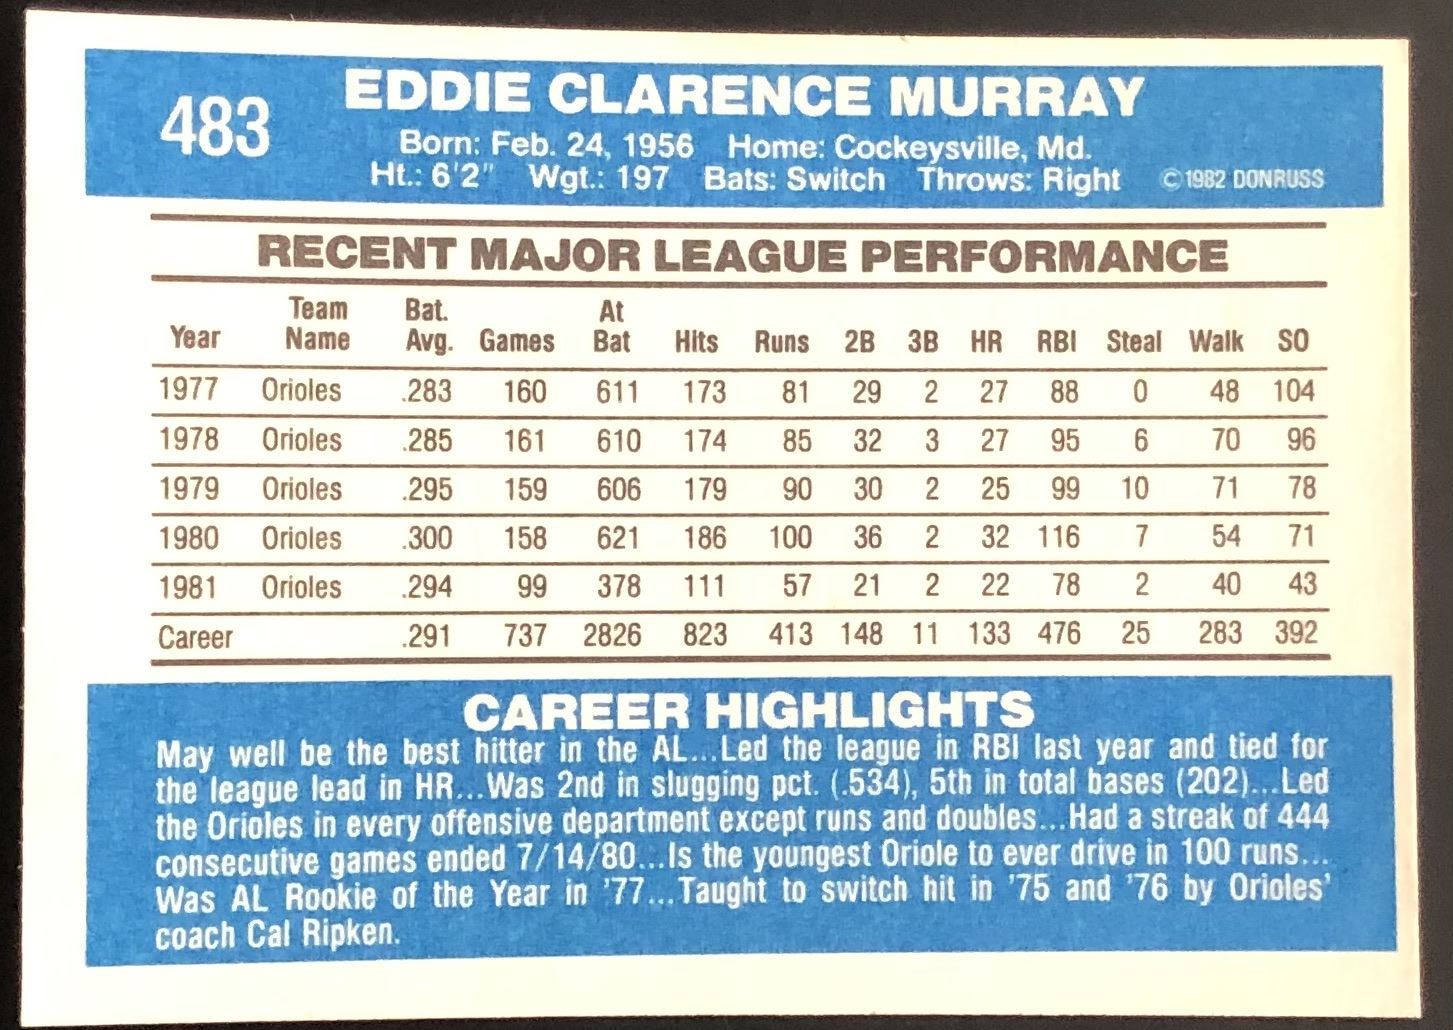 483
EDDIE CLARENCE MURRAY
Born: Feb. 24, 1956 Home: Cockeysville, Md.
Ht.: 6'2" Wgt.: 197 Bats: Switch Throws: Right ©1982 DONRUSS
RECENT MAJOR LEAGUE PERFORMANCE
Year Team Name Bat. Avg. Games At Bat Hits Runs 2B 3B HR RBI Steal Walk SO
1977 Orioles .283 160 611 173 81 29 2 27 88 0 48 104
1978 Orioles .285 161 610 174 85 32 3 27 95 6 70 96
1979 Orioles .295 159 606 179 90 30 2 25 99 10 71 78
1980 Orioles .300 158 621 186 100 36 2 32 116 7 54 71
1981 Orioles .294 99 378 111 57 21 2 22 78 2 40 43
Career .291 737 2826 823 413 148 11 133 476 25 283 392
CAREER HIGHLIGHTS
May well be the best hitter in the AL...Led the league in RBI last year and tied for
the league lead in HR...Was 2nd in slugging pct. (.534), 5th in total bases (202)...Led
the Orioles in every offensive department except runs and doubles...Had a streak of 444
consecutive games ended 7/14/80...Is the youngest Oriole to ever drive in 100 runs...
Was AL Rookie of the Year in '77...Taught to switch hit in '75 and '76 by Orioles'
coach Cal Ripken.